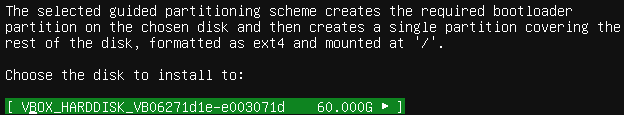 The selected guided partitioning scheme creates the required bootloader
partition on the chosen disk and then creates a single partition covering the
rest of the disk, formatted as ext4 and mounted at '/'.
Choose the disk to install to:
[ VBOX_HARDDISK_VB06271d1e-e003071d 60.000G ▸ ]